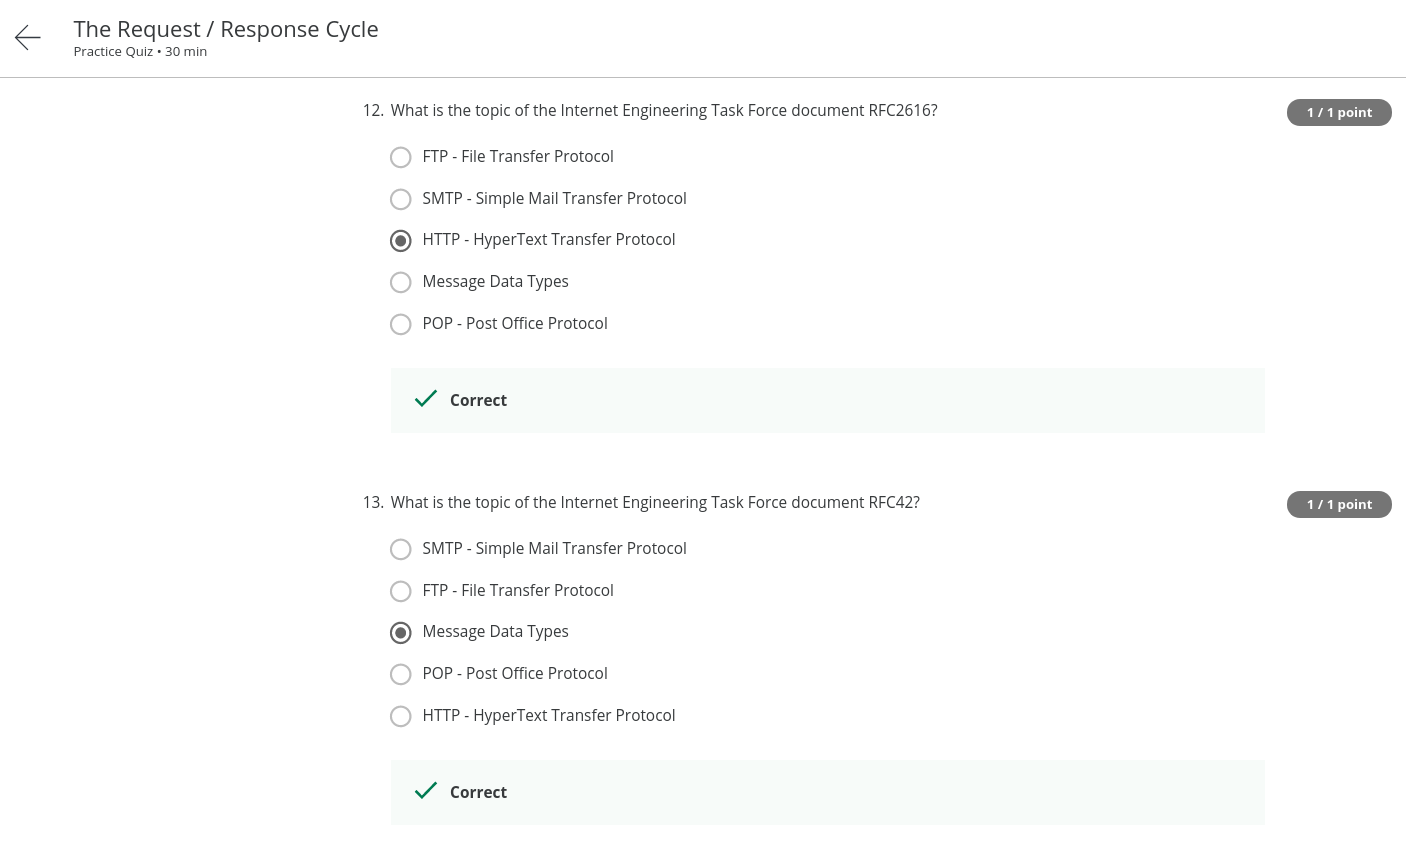 The Request / Response Cycle
Practice Quiz • 30 min
12. What is the topic of the Internet Engineering Task Force document RFC2616?
1 / 1 point
FTP - File Transfer Protocol
SMTP - Simple Mail Transfer Protocol
HTTP - HyperText Transfer Protocol
Message Data Types
POP - Post Office Protocol
Correct
13. What is the topic of the Internet Engineering Task Force document RFC42?
1 / 1 point
SMTP - Simple Mail Transfer Protocol
FTP - File Transfer Protocol
Message Data Types
POP - Post Office Protocol
HTTP - HyperText Transfer Protocol
Correct